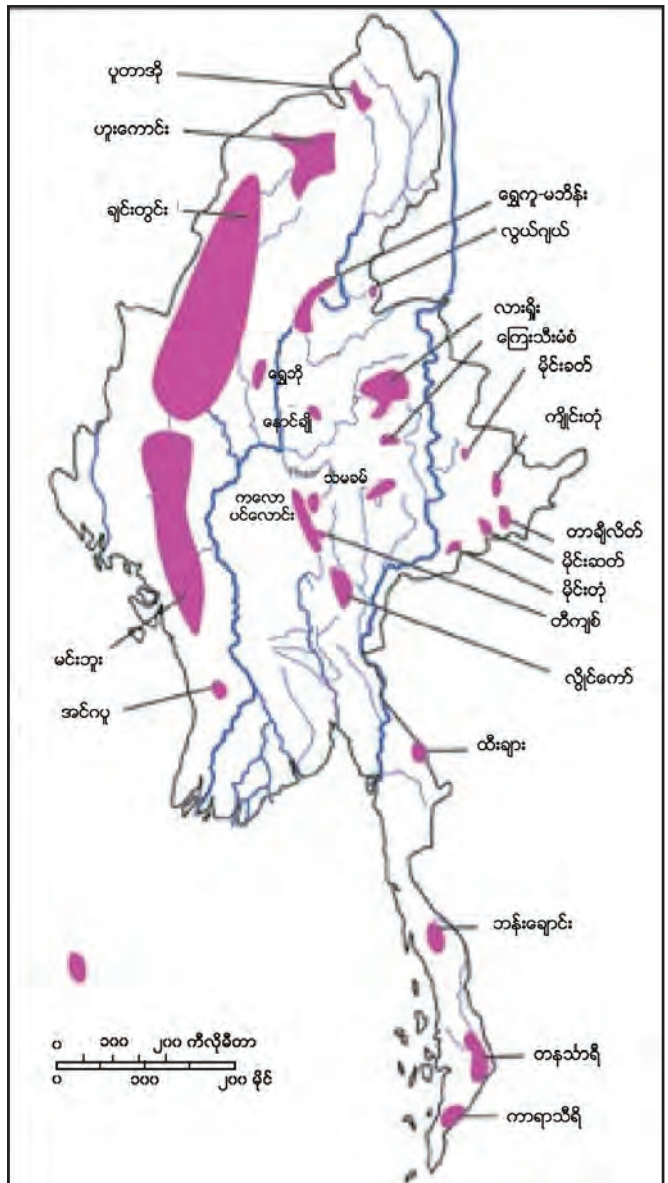 ပူတာအို
ဟူးကောင်း
ချင်းတွင်း
ရွှေကူ-မဘိန်း
လွယ်ဂျယ်
လားရှိုး
ကြေးသီးမံစံ
မိုင်းခတ်
ရွှေဘို
ကျိုင်းတုံ
နောင်ချို
သမခမ်
ကလော
ပင်လောင်း
တာချီလိတ်
မိုင်းဆတ်
မိုင်းတုံ
တီကျစ်
မင်းဘူး
လွိုင်ကော်
အင်ဂပူ
ထီးချား
ဘန်းချောင်း
၀ ၁၀၀ ၂၀၀ ကီလိုမီတာ
၀ ၁၀၀ ၂၀၀ မိုင်
တနင်္သာရီ
ကာရာသီရိ